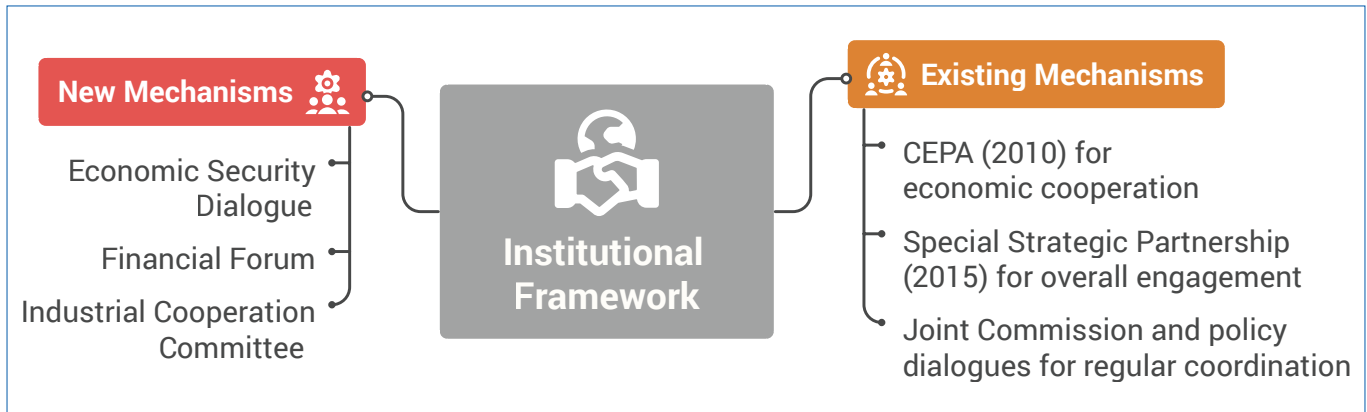 New Mechanisms
Economic Security
Dialogue
Financial Forum
Industrial Cooperation
Committee
Institutional
Framework
Existing Mechanisms
CEPA (2010) for
economic cooperation
Special Strategic Partnership
(2015) for overall engagement
Joint Commission and policy
dialogues for regular coordination